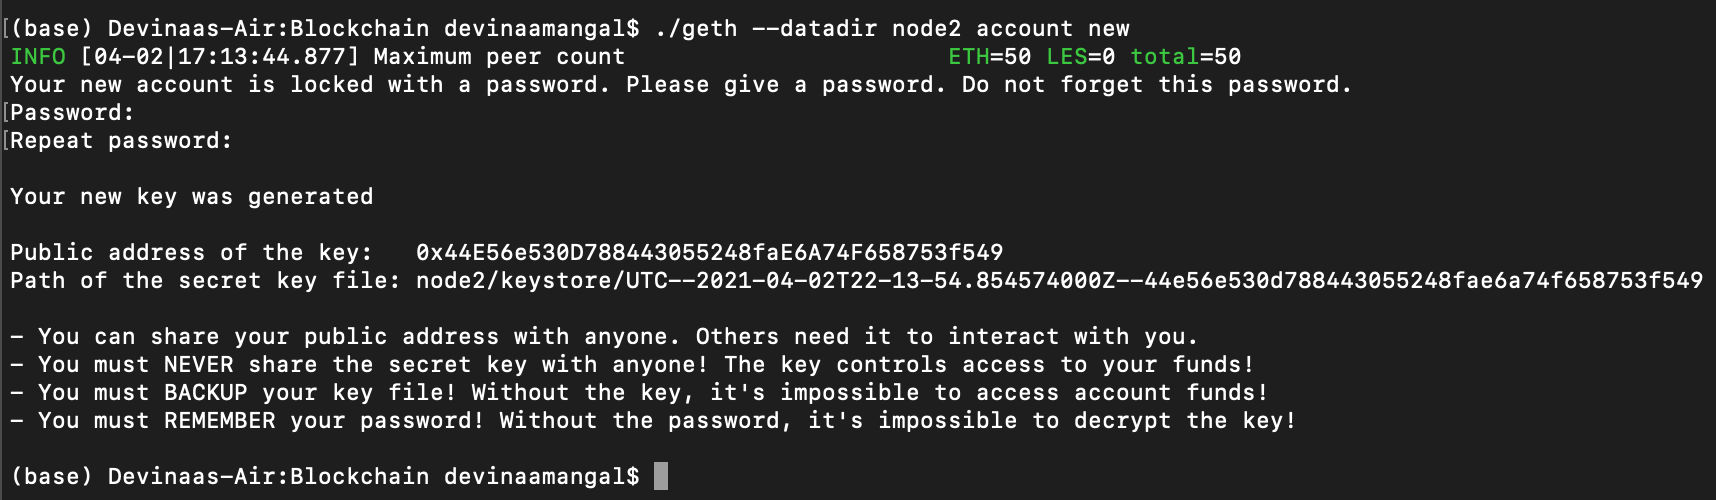 [(base) Devinaas-Air:Blockchain devinaamangal$ ./geth --datadir node2 account new
INFO [04-02|17:13:44.877] Maximum peer count                       ETH=50 LES=0 total=50
Your new account is locked with a password. Please give a password. Do not forget this password.
[Password:
[Repeat password:
Your new key was generated
Public address of the key:   0x44E56e530D788443055248faE6A74F658753f549
Path of the secret key file: node2/keystore/UTC--2021-04-02T22-13-54.854574000Z--44e56e530d788443055248fae6a74f658753f549
- You can share your public address with anyone. Others need it to interact with you.
- You must NEVER share the secret key with anyone! The key controls access to your funds!
- You must BACKUP your key file! Without the key, it's impossible to access account funds!
- You must REMEMBER your password! Without the password, it's impossible to decrypt the key!
(base) Devinaas-Air:Blockchain devinaamangal$